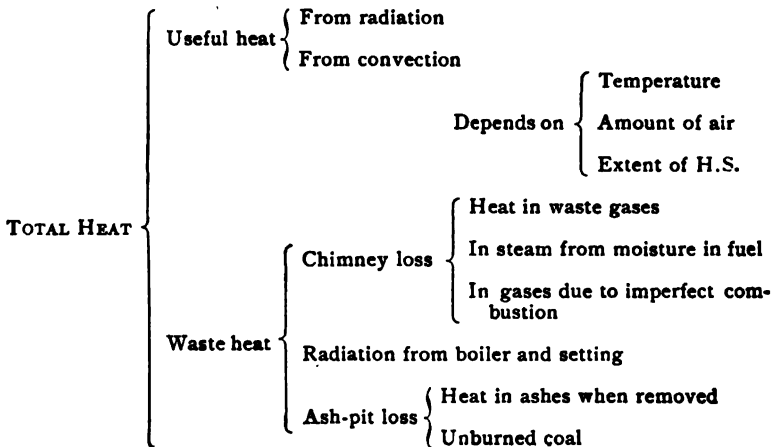 From radiation
Useful heat
From convection
Temperature
Depends on
Amount of air
Extent of H.S.
Heat in waste gases
TOTAL HEAT
Chimney loss
In steam from moisture in fuel
In gases due to imperfect com-
bustion
Waste heat
Radiation from boiler and setting
Heat in ashes when removed
Ash-pit loss
Unburned coal